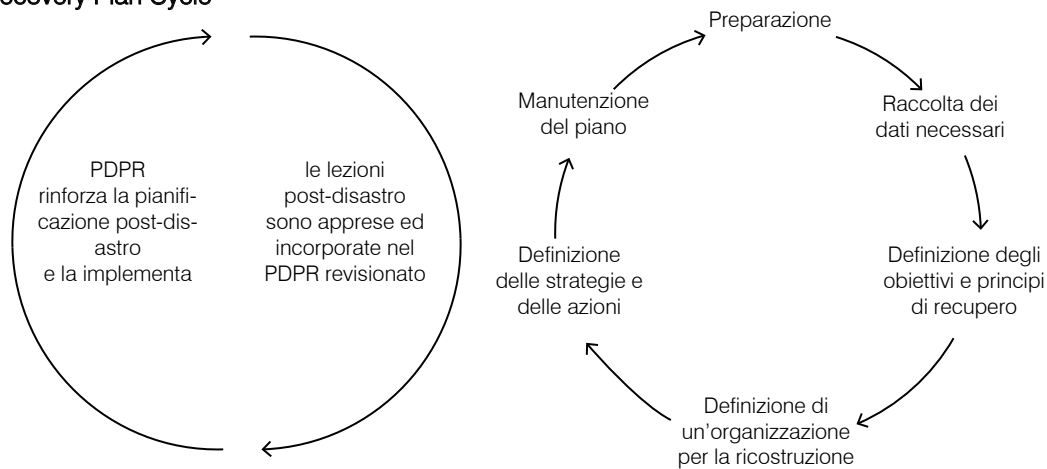 Plan Cycle
PDPR
rinforza la pianifi-
cazione post-dis-
astro
e la implementa
le lezioni
post-disastro
sono apprese ed
incorporate nel
PDPR revisionato
Preparazione
Raccolta dei
dati necessari
Definizione degli
obiettivi e principi
di recupero
Definizione di
un'organizzazione
per la ricostruzione
Definizione
delle strategie e
delle azioni
Manutenzione
del piano